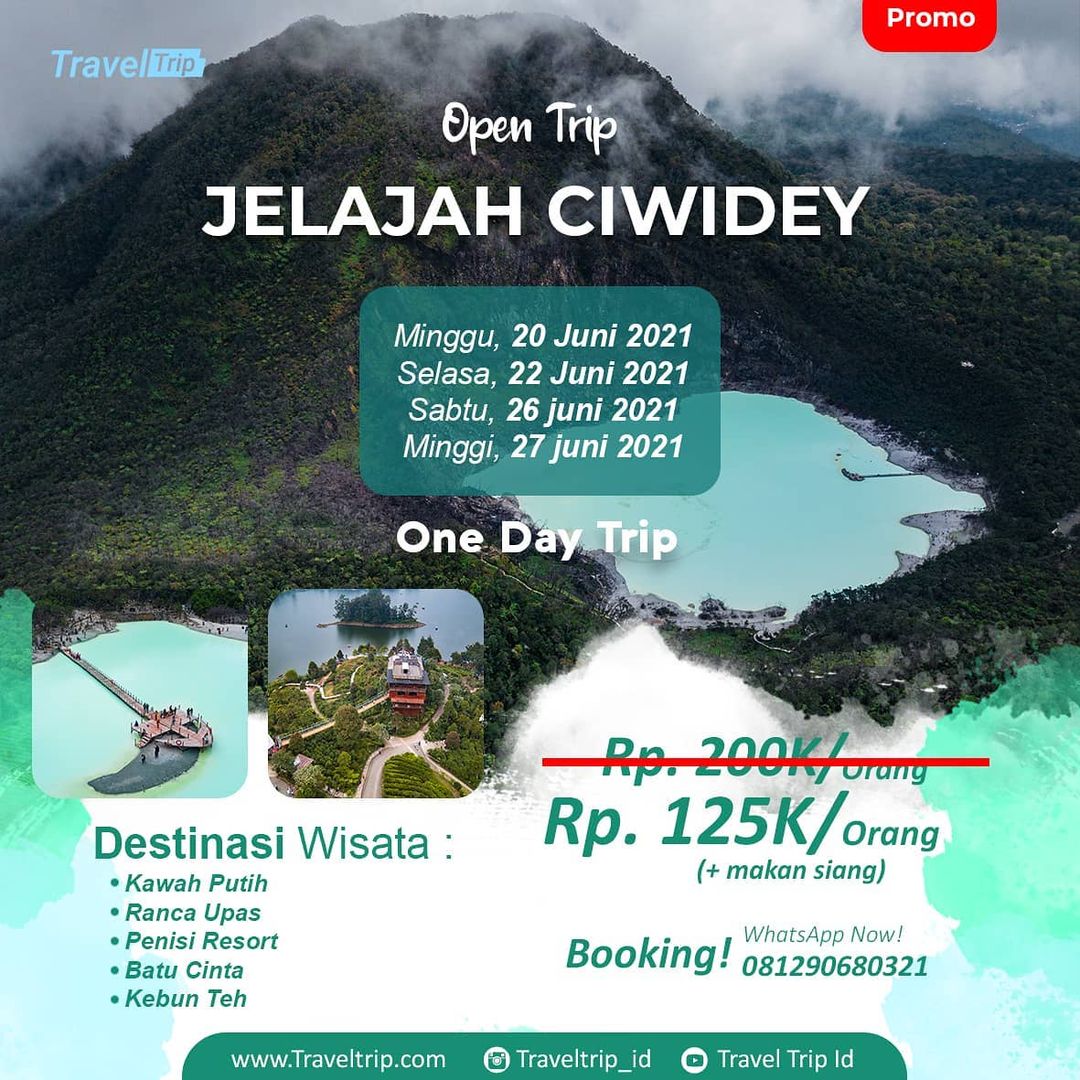 Promo
TravelTrip
Open Trip
JELAJAH CIWIDEY
Minggu, 20 Juni 2021
Selasa, 22 Juni 2021
Sabtu, 26 juni 2021
Minggi, 27 juni 2021
One Day Trip
Rp. 200K/Orang
Rp. 125K/Orang
(+ makan siang)
Destinasi Wisata :
• Kawah Putih
• Ranca Upas
• Penisi Resort
• Batu Cinta
• Kebun Teh
Booking! WhatsApp Now!
081290680321
www.Traveltrip.com Traveltrip_id Travel Trip Id